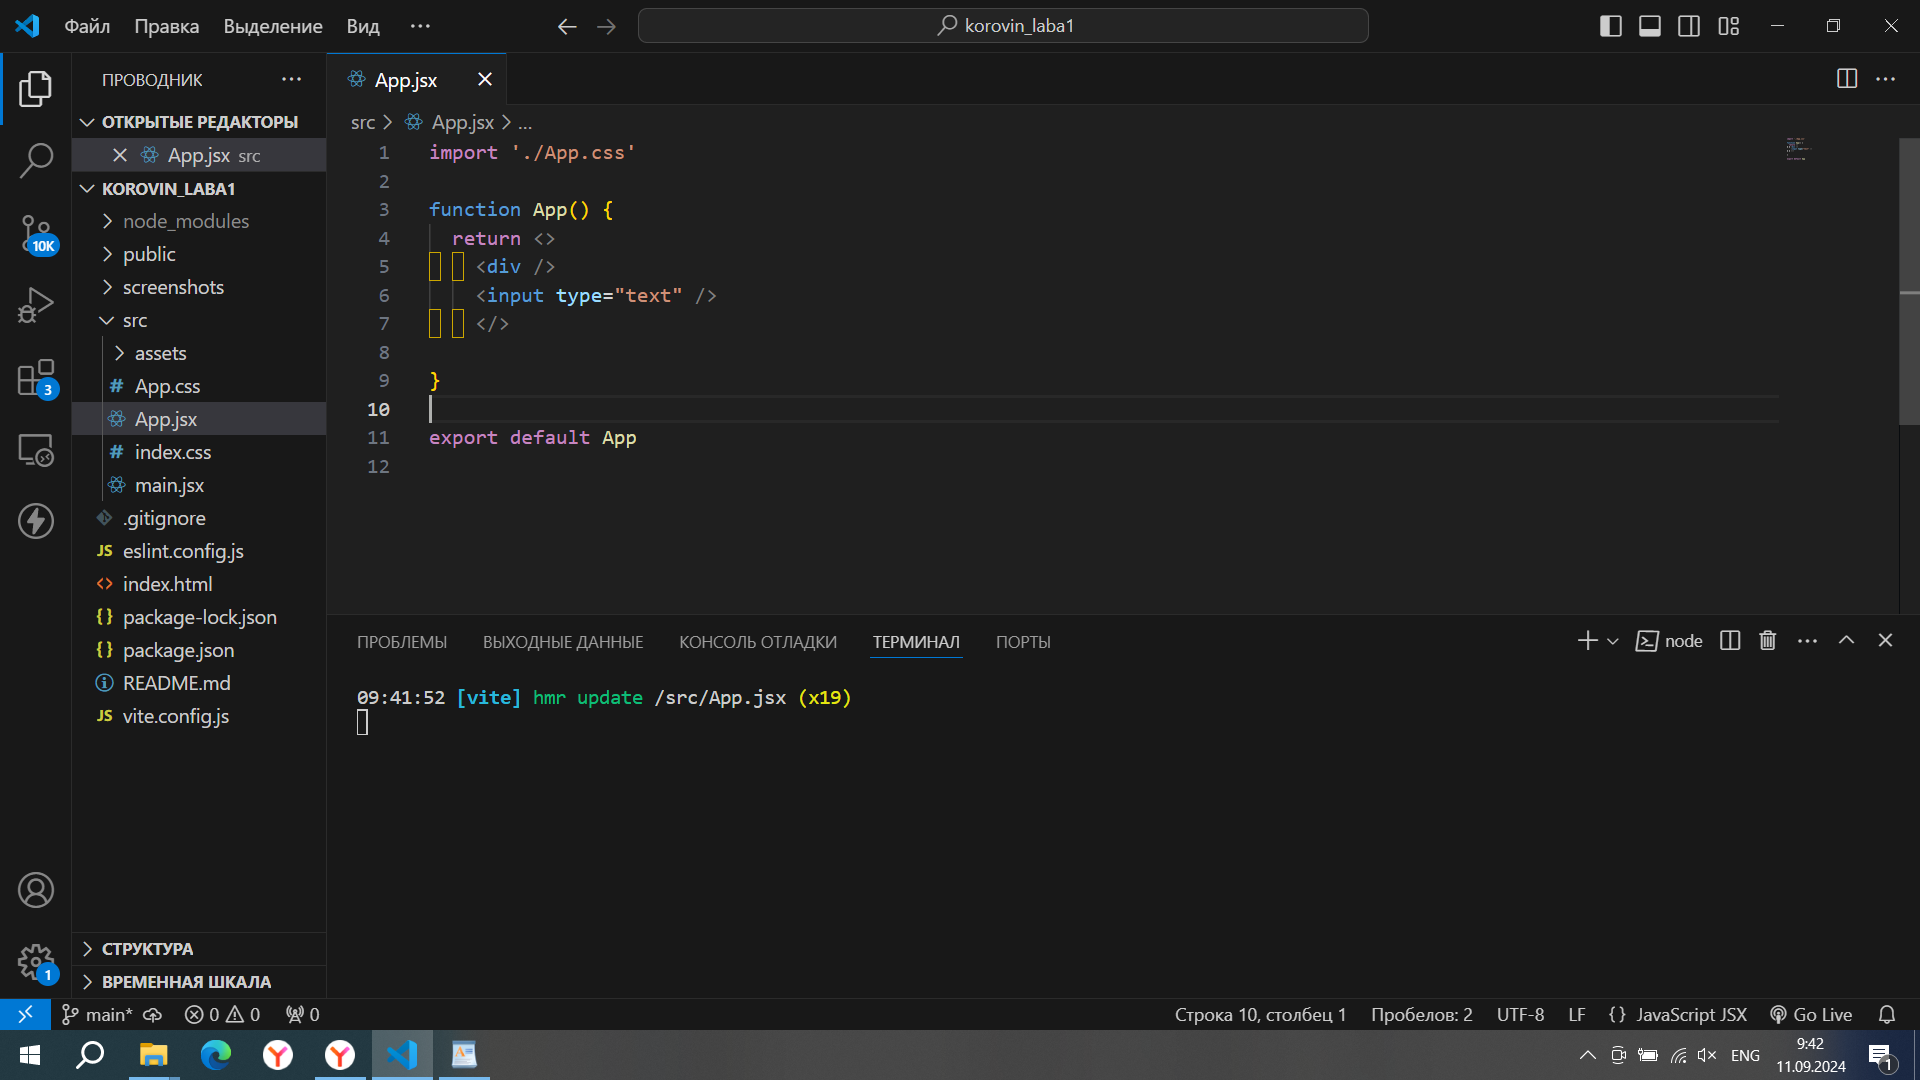 Файл Правка Выделение Вид ···
korovin_laba1
ПРОВОДНИК
ОТКРЫТЫЕ РЕДАКТОРЫ
App.jsx src
KOROVIN_LABA1
node_modules
public
screenshots
src
assets
App.css
App.jsx
index.css
main.jsx
.gitignore
eslint.config.js
index.html
package-lock.json
package.json
README.md
vite.config.js
СТРУКТУРА
ВРЕМЕННАЯ ШКАЛА
10K
3
1
App.jsx
src > App.jsx > ...
1 import './App.css'
2
3 function App() {
4 return <>
5 <div />
6 <input type="text" />
7 </>
8
9 }
10
11 export default App
12
ПРОБЛЕМЫ ВЫХОДНЫЕ ДАННЫЕ КОНСОЛЬ ОТЛАДКИ ТЕРМИНАЛ ПОРТЫ
node
09:41:52 [vite] hmr update /src/App.jsx (x19)
main* 0 0 0
Строка 10, столбец 1 Пробелов: 2 UTF-8 LF {} JavaScript JSX Go Live
ENG
9:42
11.09.2024
1